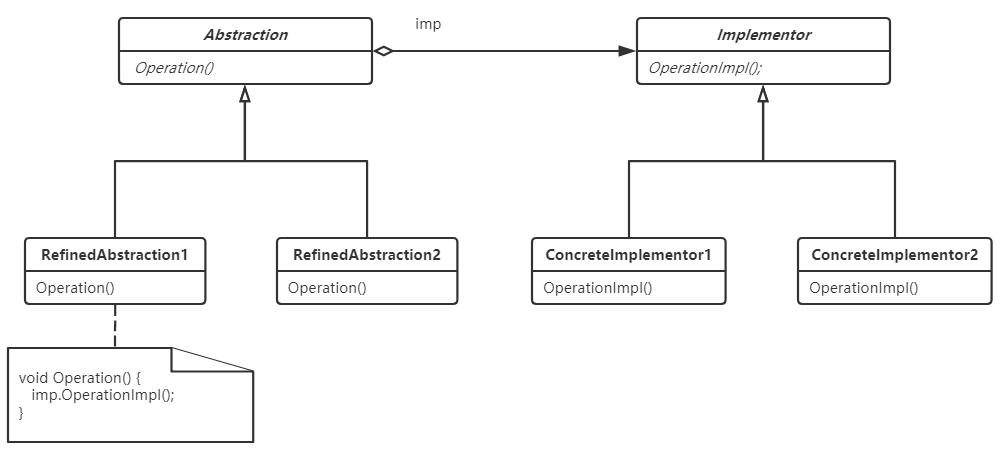 imp
Abstraction
Operation()
Implementor
OperationImpl();
RefinedAbstraction1
Operation()
RefinedAbstraction2
Operation()
ConcreteImplementor1
OperationImpl()
ConcreteImplementor2
OperationImpl()
void Operation() {
imp.OperationImpl();
}